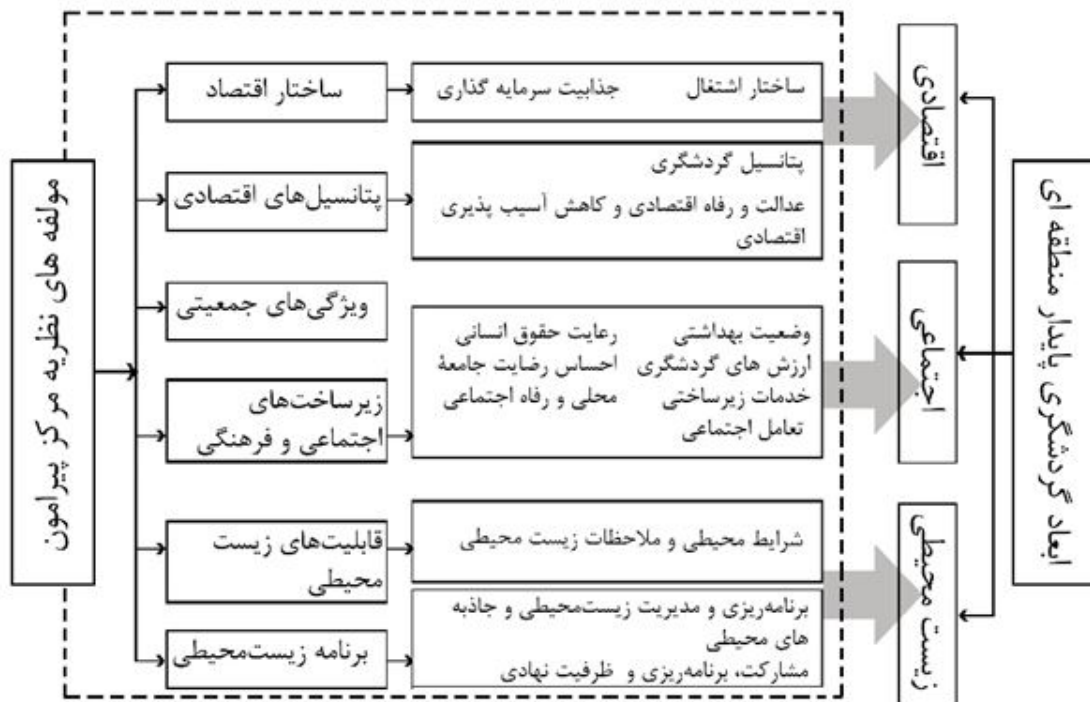 ابعاد گردشگری پایدار منطقه ای
اقتصادی
اجتماعی
زیست محیطی
ساختار اشتغال
جذابیت سرمایه گذاری
پتانسیل گردشگری
عدالت و رفاه اقتصادی و کاهش آسیب پذیری
اقتصادی
وضعیت بهداشتی
ارزش های گردشگری
خدمات زیرساختی
تعامل اجتماعی
رعایت حقوق انسانی
احساس رضایت جامعۀ
محلی و رفاه اجتماعی
شرایط محیطی و ملاحظات زیست محیطی
برنامه‌ریزی و مدیریت زیست‌محیطی و جاذبه
های محیطی
مشارکت، برنامه‌ریزی و ظرفیت نهادی
ساختار اقتصاد
پتانسیل‌های اقتصادی
ویژگی‌های جمعیتی
زیرساخت‌های
اجتماعی و فرهنگی
قابلیت‌های زیست
محیطی
برنامه زیست‌محیطی
مولفه های نظریه مرکز پیرامون